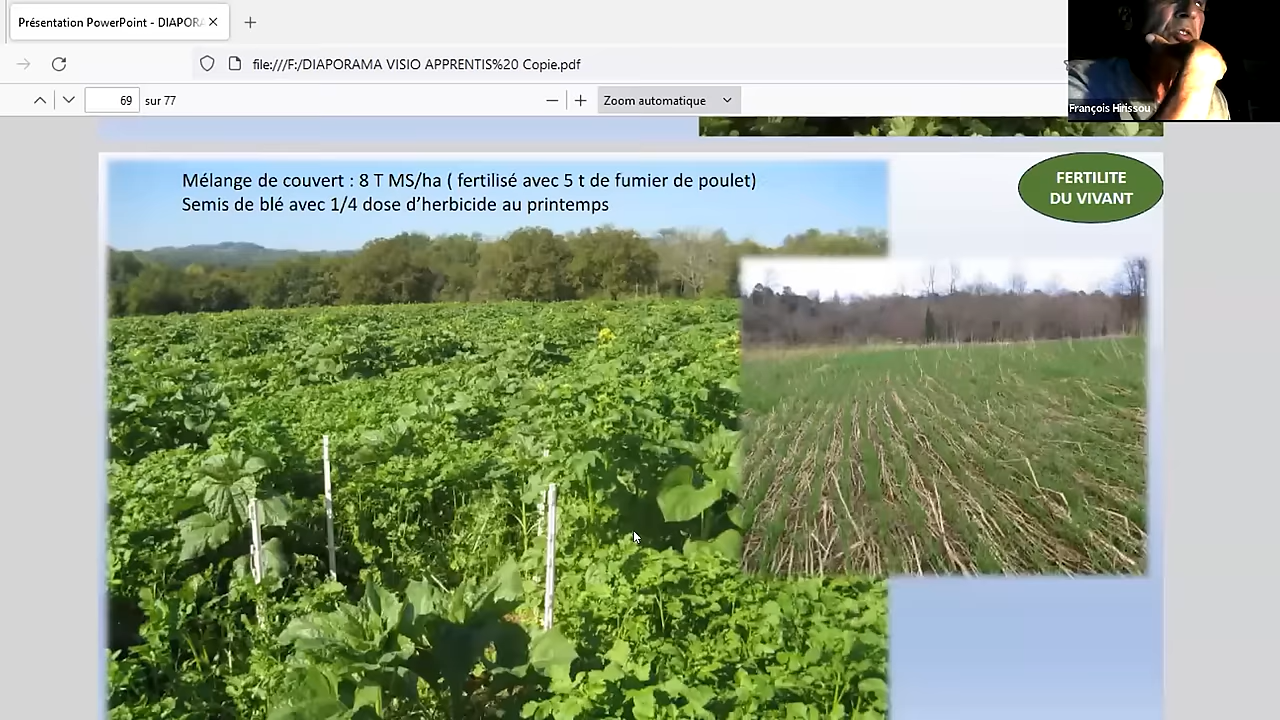 Présentation PowerPoint - DIAPOR
file:///F:/DIAPORAMA VISIO APPRENTIS%20 Copie.pdf
69 sur 77
Zoom automatique
François Hirissou
Mélange de couvert : 8 T MS/ha ( fertilisé avec 5 t de fumier de poulet)
Semis de blé avec 1/4 dose d'herbicide au printemps
FERTILITE
DU VIVANT